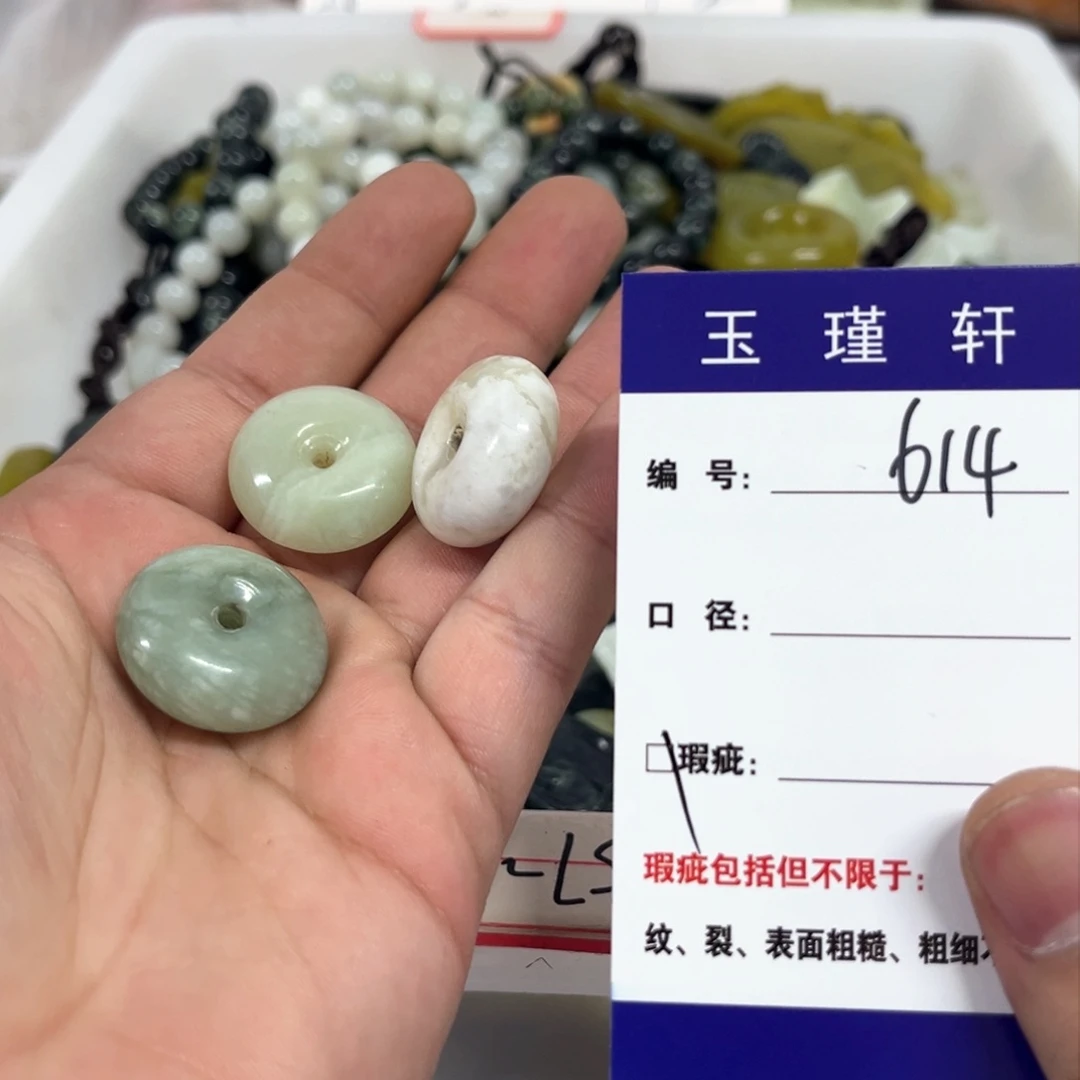 玉瑾轩
编号：614
口径：
□瑕疵：
瑕疵包括但不限于：
纹、裂、表面粗糙、粗细